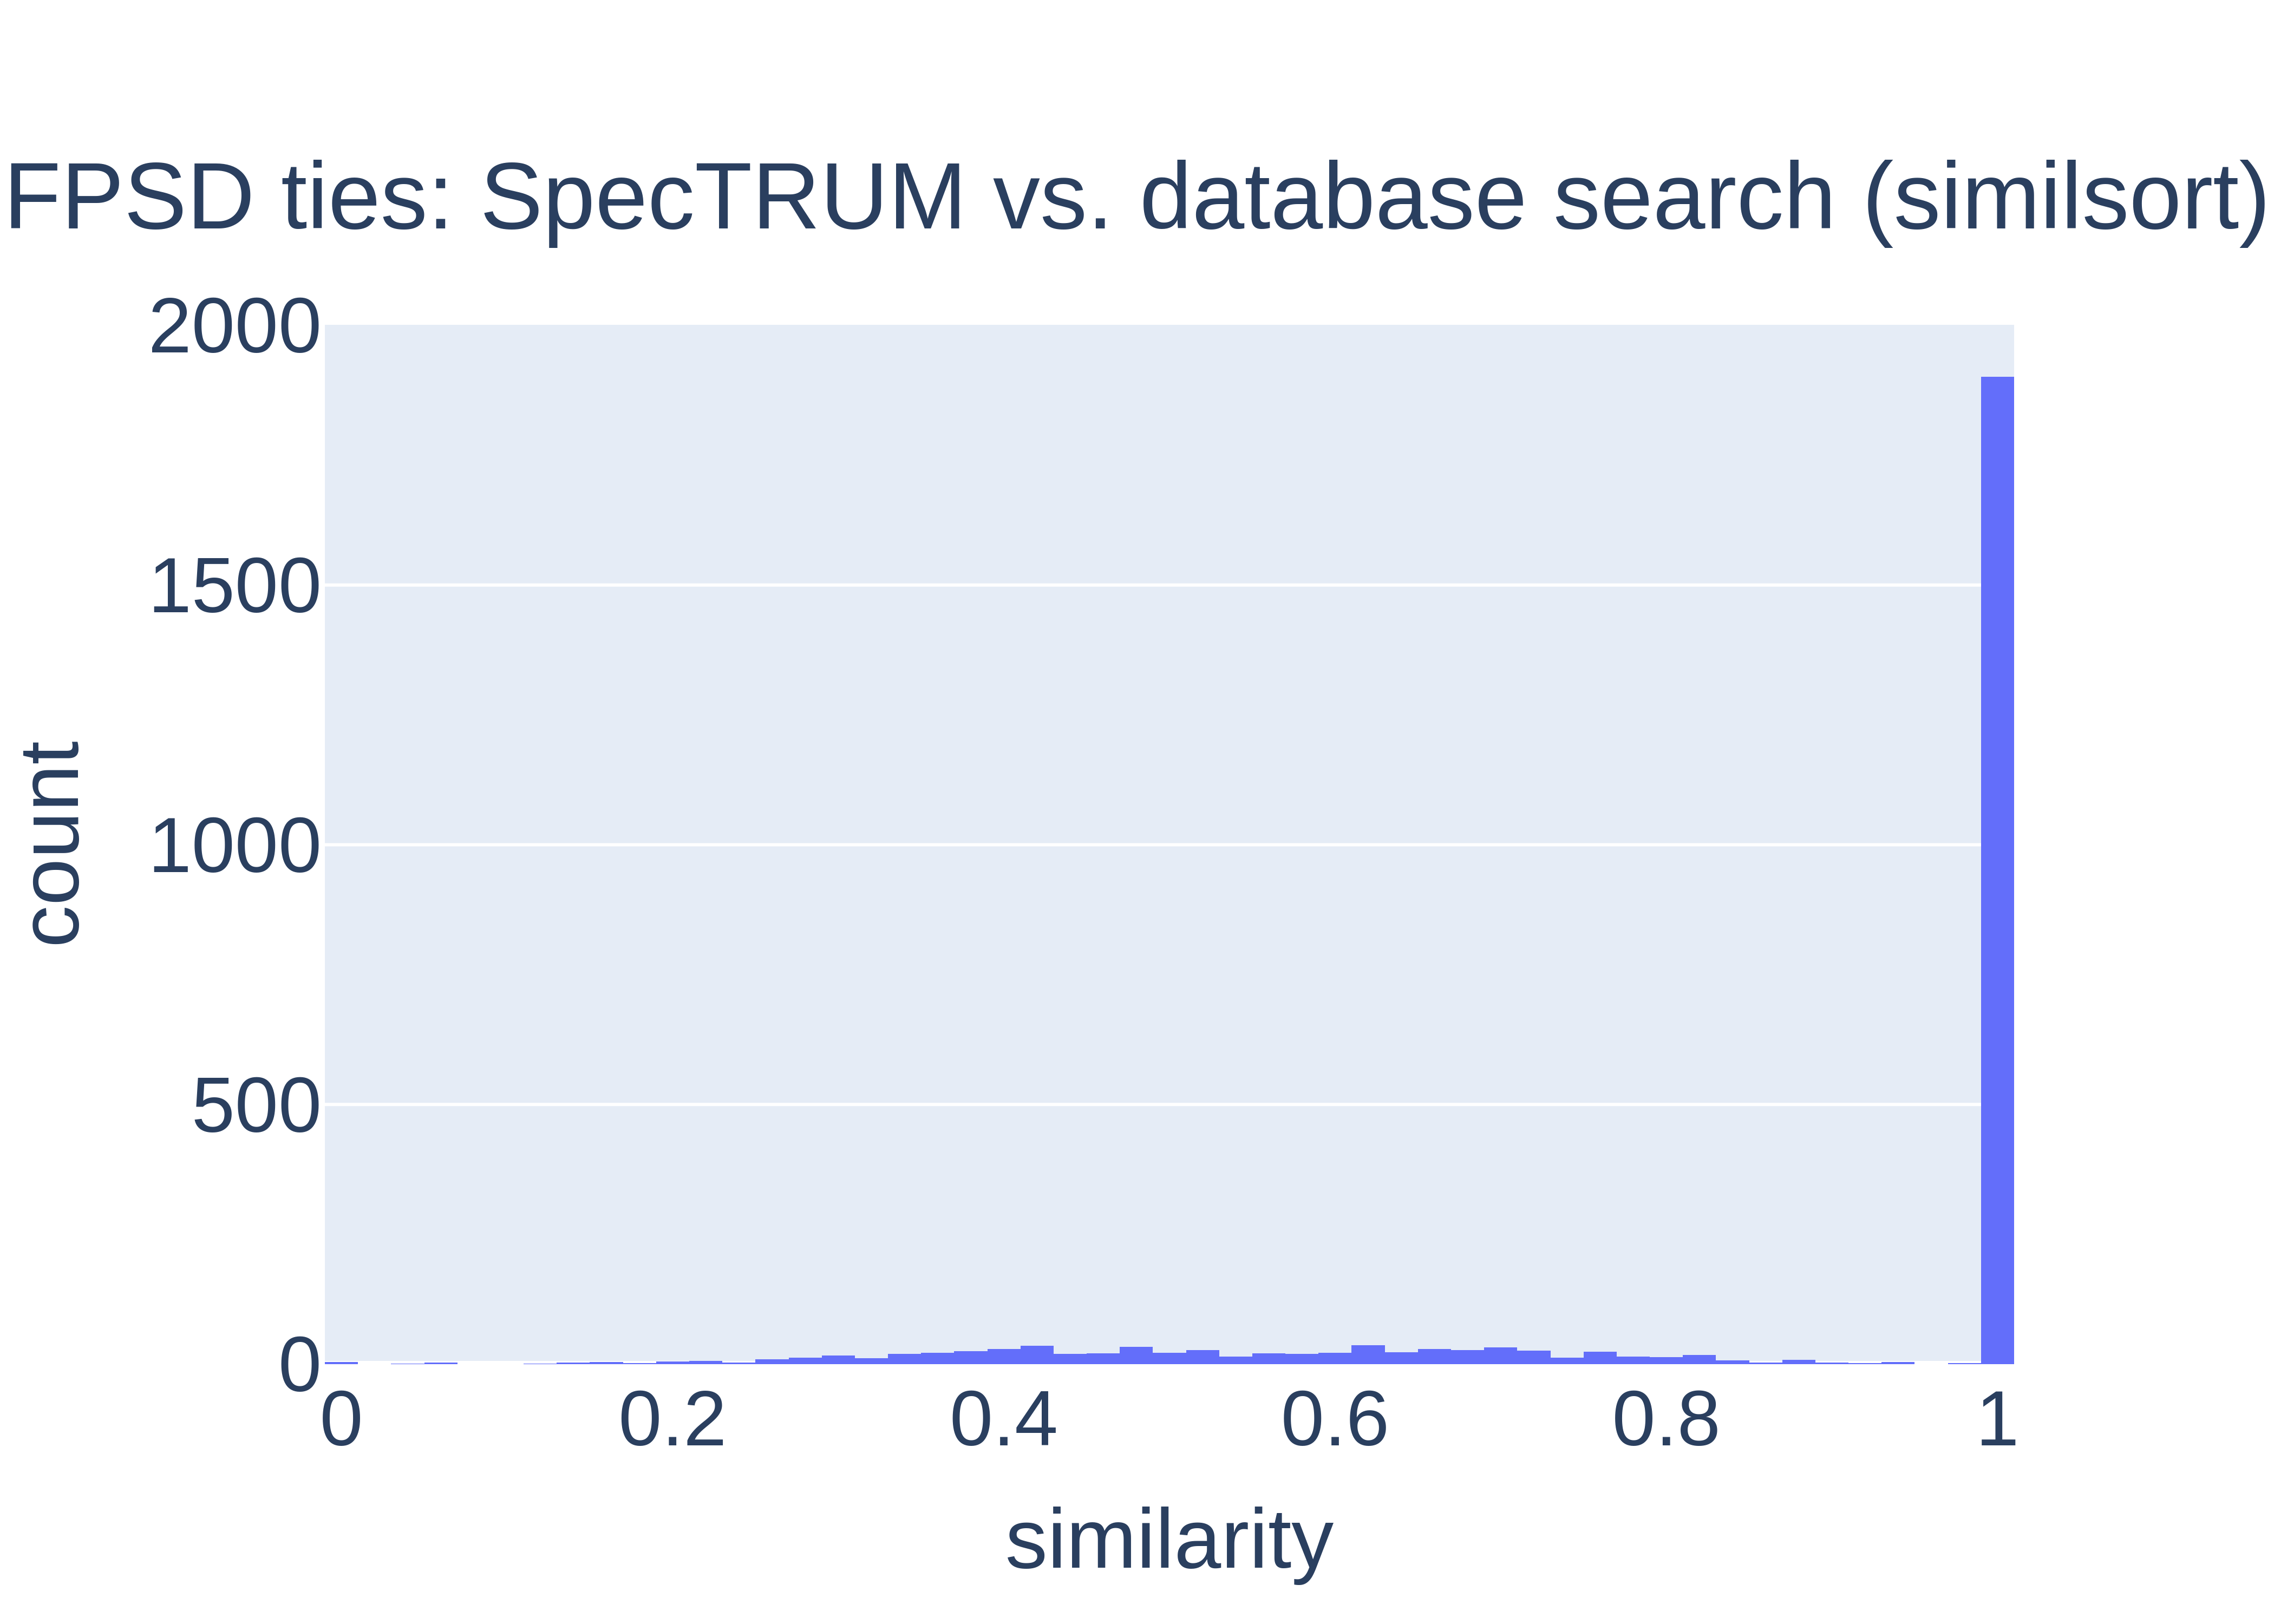 FPSD ties: SpecTRUM vs. database search (similsort)
2000
1500
1000
500
0
count
0 0.2 0.4 0.6 0.8 1
similarity